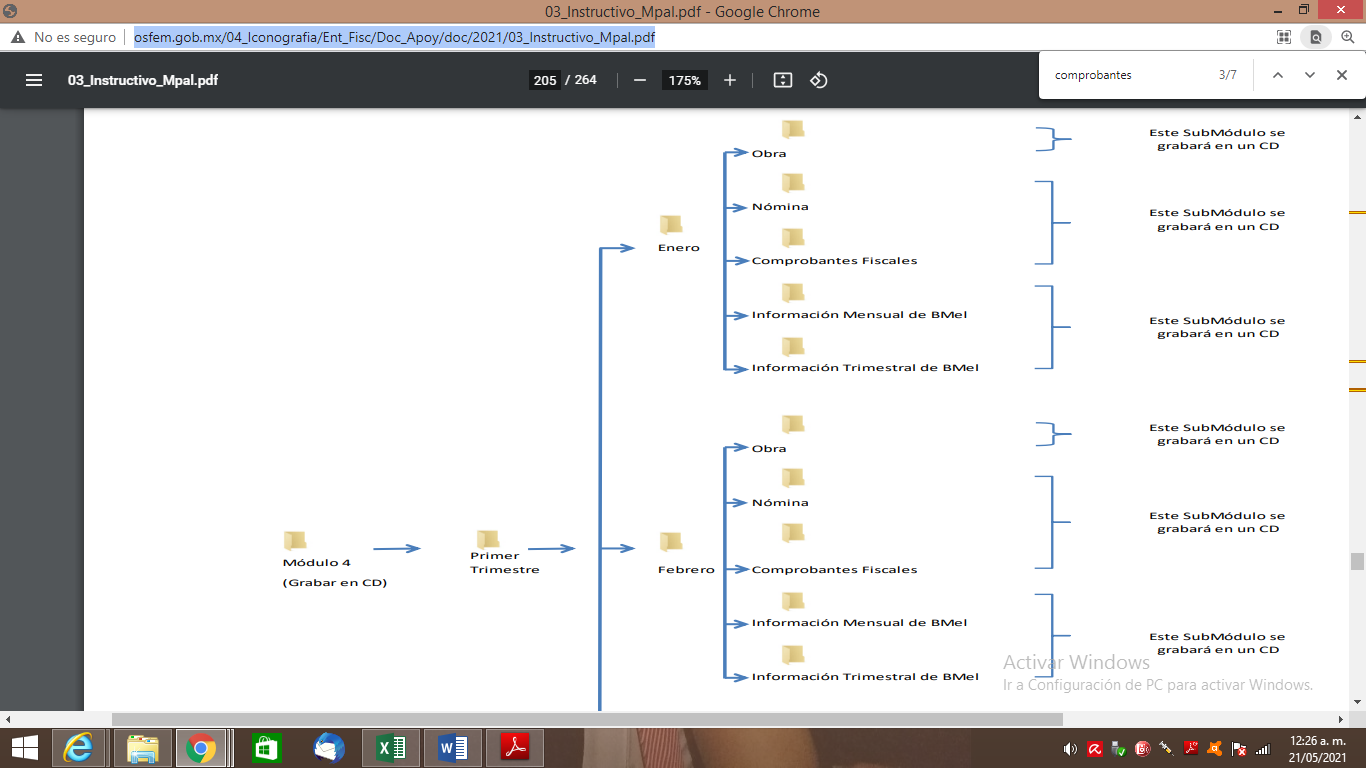 03_Instructivo_Mpal.pdf - Google Chrome
No es seguro
osfem.gob.mx/04_Iconografia/Ent_Fisc/Doc_Apoy/doc/2021/03_Instructivo_Mpal.pdf
03_Instructivo_Mpal.pdf
205 / 264
175%
comprobantes
3/7
Obra
Este SubMódulo se
grabará en un CD
Nómina
Este SubMódulo se
grabará en un CD
Enero
Comprobantes Fiscales
Información Mensual de BMeI
Este SubMódulo se
grabará en un CD
Información Trimestral de BMeI
Obra
Este SubMódulo se
grabará en un CD
Nómina
Este SubMódulo se
grabará en un CD
Módulo 4
(Grabar en CD)
Primer
Trimestre
Febrero
Comprobantes Fiscales
Información Mensual de BMeI
Este SubMódulo se
grabará en un CD
Información Trimestral de BMeI
Activar Windows
Ir a Configuración de PC para activar Windows.
12:26 a. m.
21/05/2021